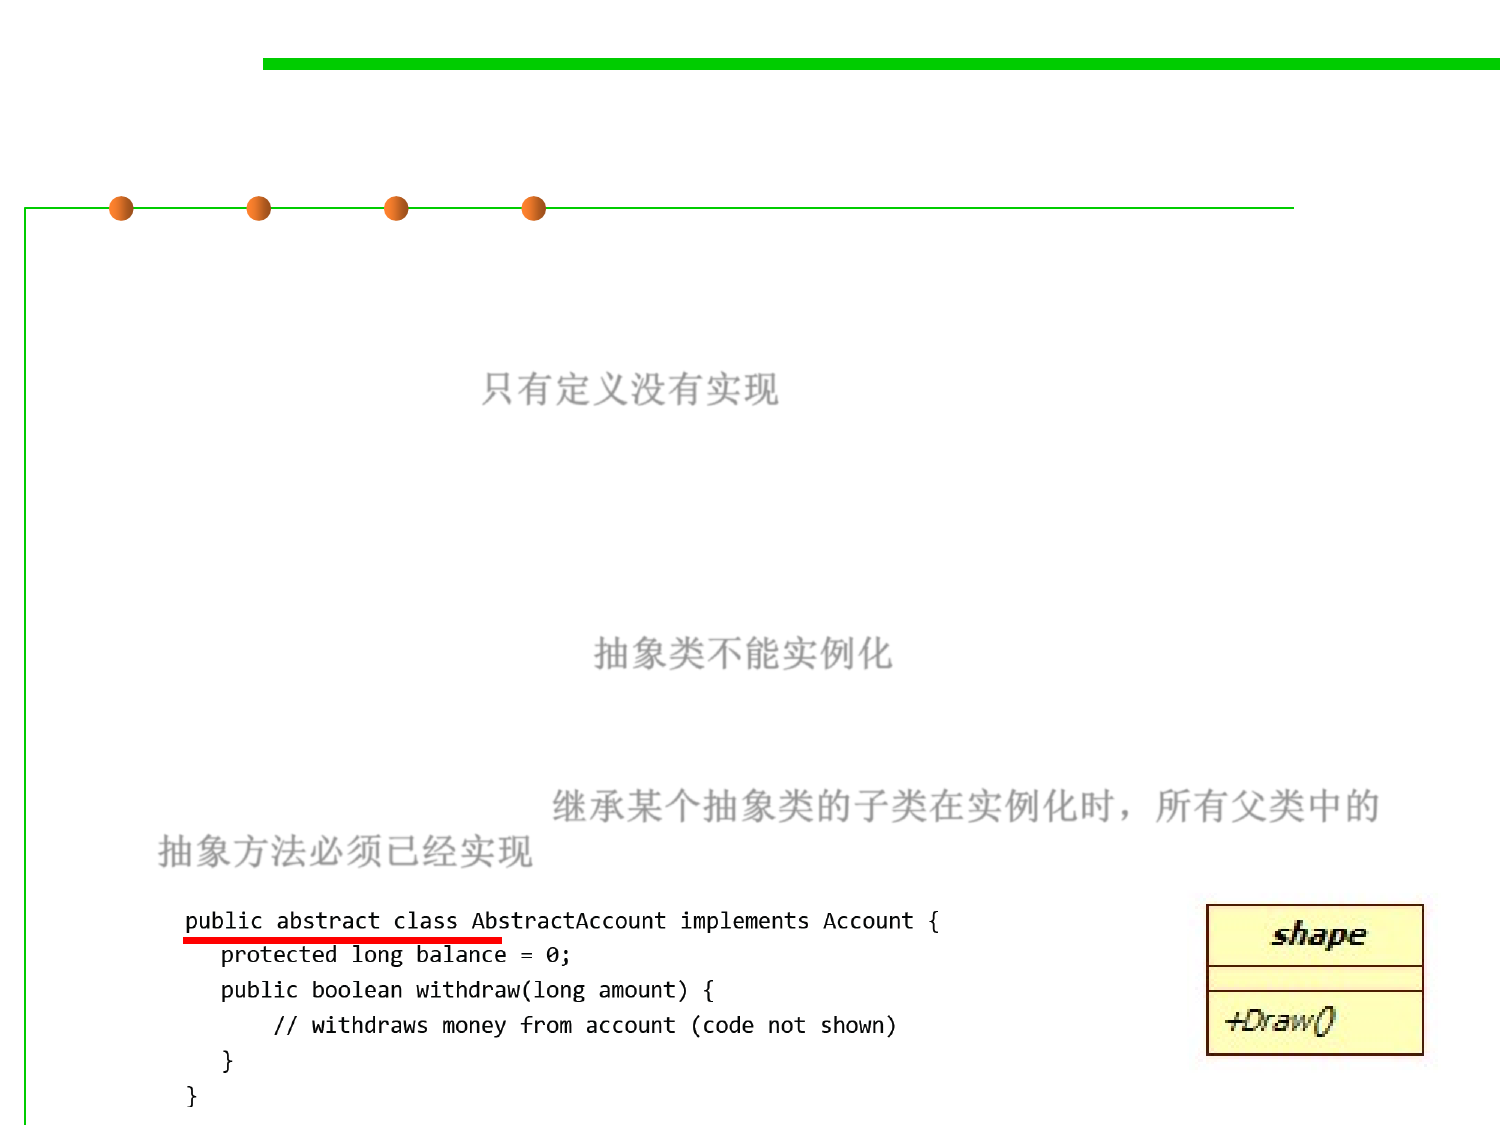 只有定义没有实现
抽象类不能实例化
继承某个抽象类的子类在实例化时，所有父类中的
抽象方法必须已经实现
public abstract class AbstractAccount implements Account {
protected long balance = 0;
public boolean withdraw(long amount) {
// withdraws money from account (code not shown)
}
}
shape
+Draw()